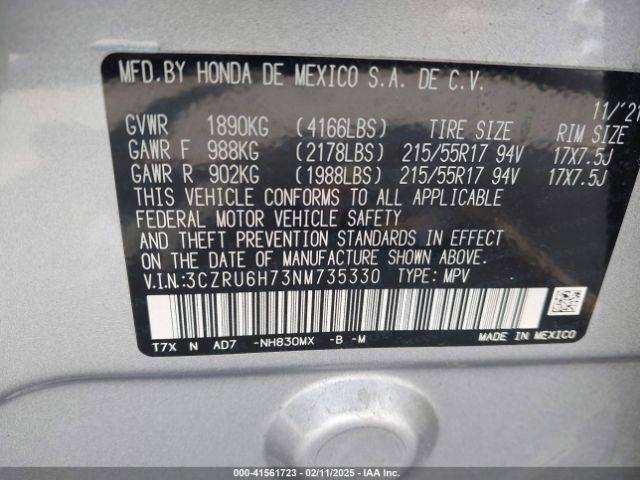 MFD. BY HONDA DE MEXICO S.A. DE C.V.
11/'21
GVWR 1890KG (4166LBS) TIRE SIZE RIM SIZE
GAWR F 988KG (2178LBS) 215/55R17 94V 17X7.5J
GAWR R 902KG (1988LBS) 215/55R17 94V 17X7.5J
THIS VEHICLE CONFORMS TO ALL APPLICABLE
FEDERAL MOTOR VEHICLE SAFETY
AND THEFT PREVENTION STANDARDS IN EFFECT
ON THE DATE OF MANUFACTURE SHOWN ABOVE.
V.I.N.:3CZRU6H73NM735330 TYPE: MPV
T7X N AD7 -NH830MX -B -M MADE IN MEXICO
000-41561723 - 02/11/2025 - IAA Inc.